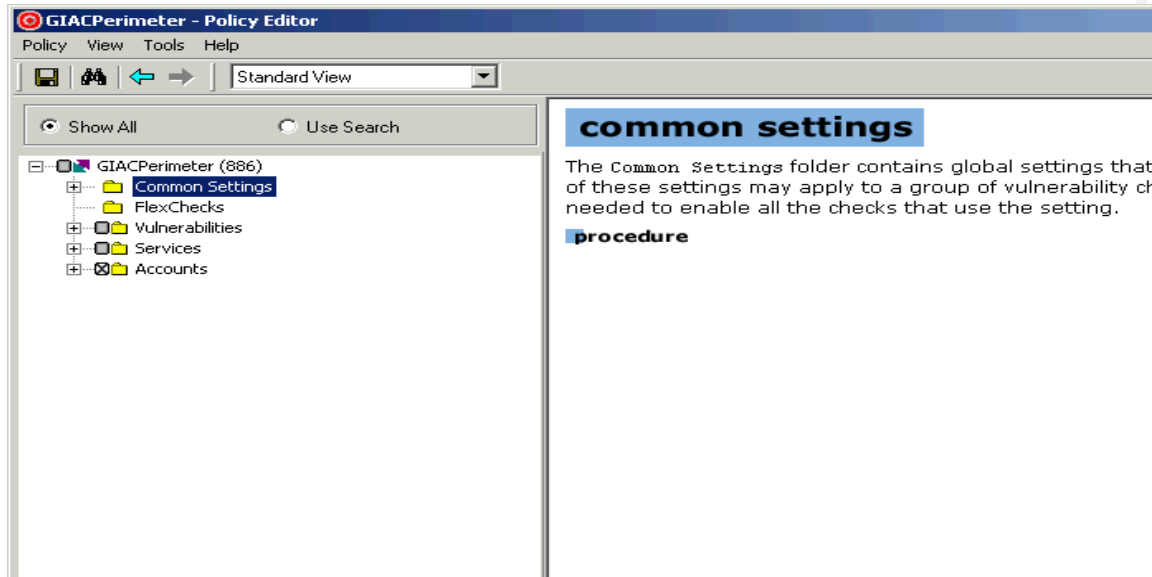 GIACPerimeter - Policy Editor
Policy View Tools Help
Standard View
Show All Use Search
GIACPerimeter (886)
Common Settings
FlexChecks
Vulnerabilities
Services
Accounts
common settings
The Common Settings folder contains global settings that
of these settings may apply to a group of vulnerability
needed to enable all the checks that use the setting.
procedure